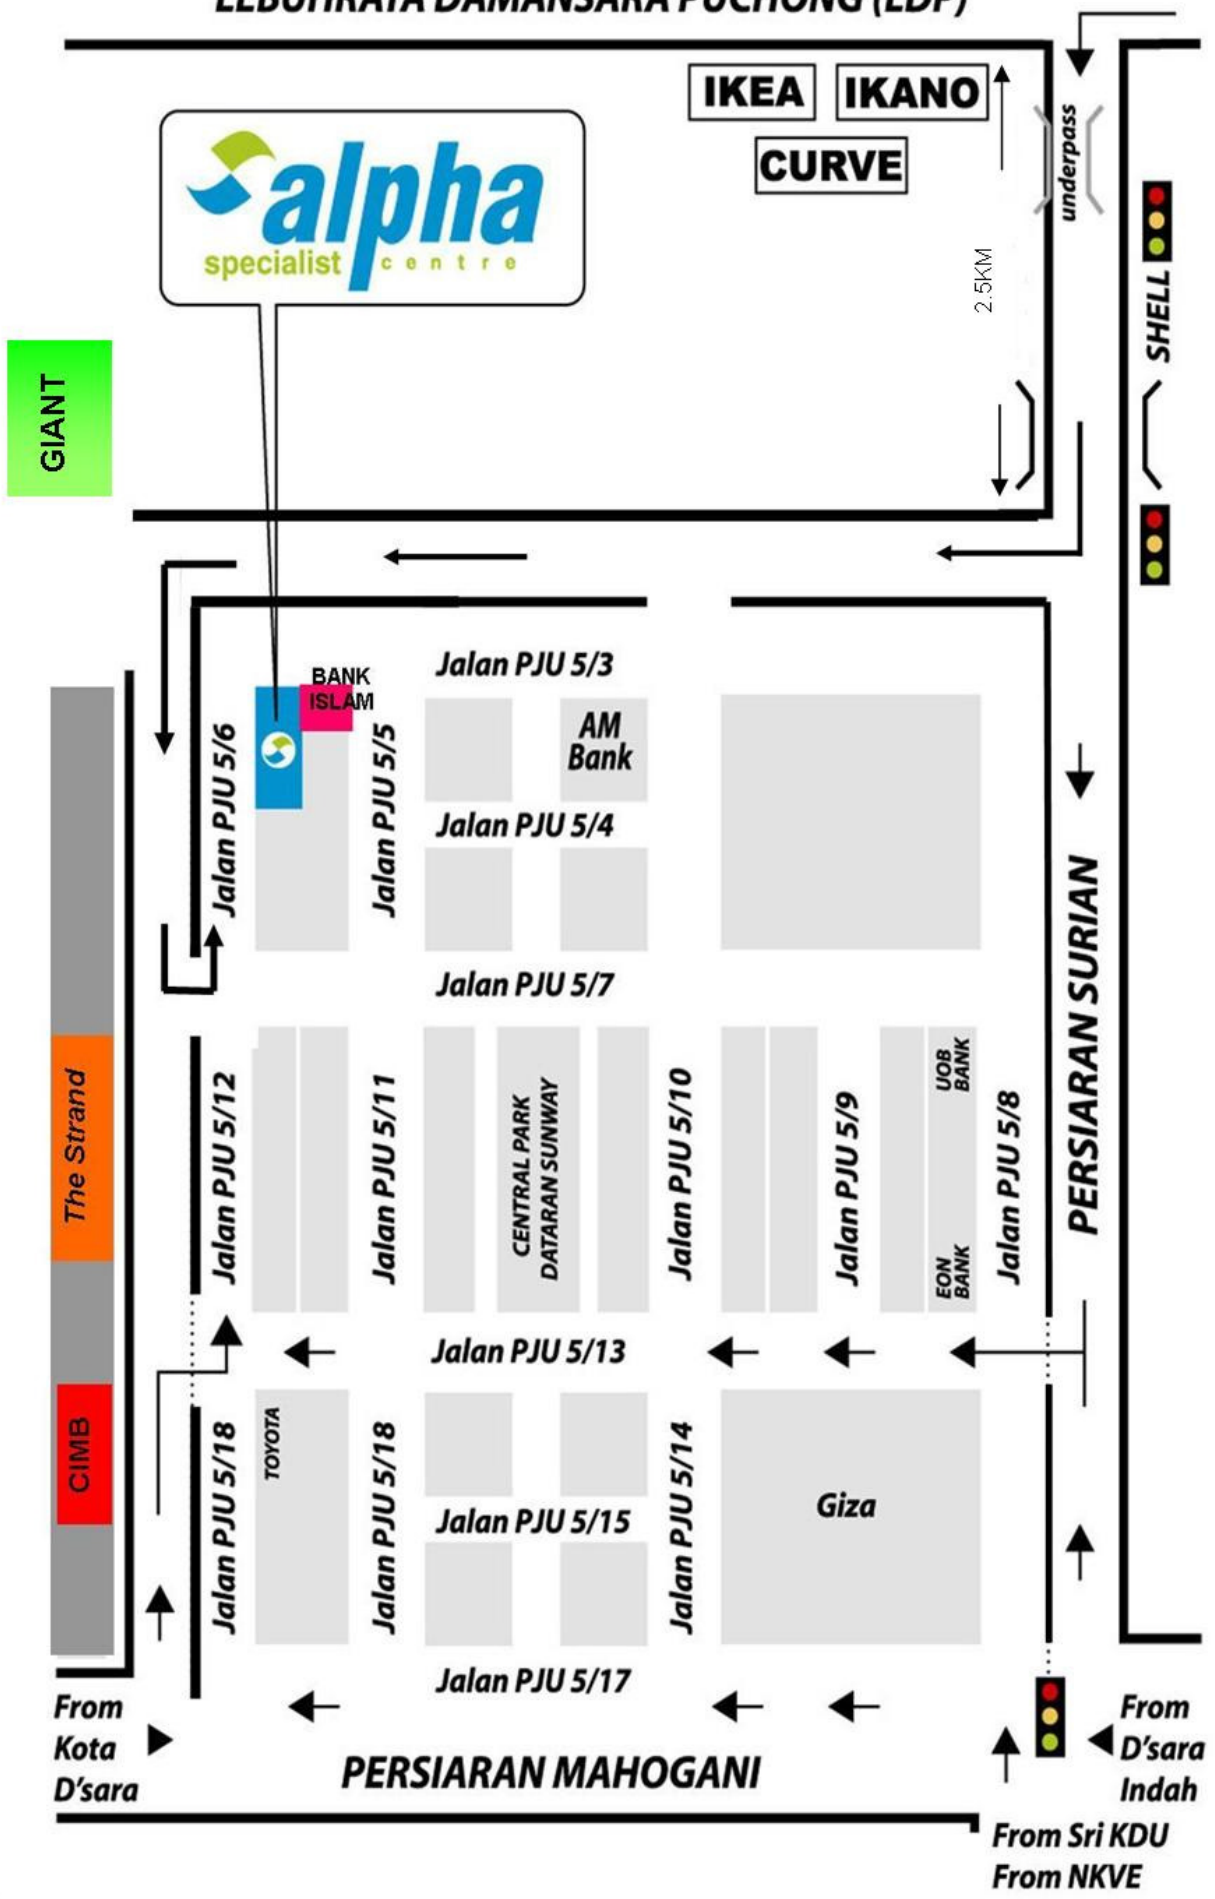 LEBUHRAYA DAMANSARA PUCHONG (LDP)
IKEA
IKANO
CURVE
underpass
alpha
specialist centre
2.5KM
SHELL
GIANT
BANK
ISLAM
Jalan PJU 5/3
AM
Bank
Jalan PJU 5/6
Jalan PJU 5/5
Jalan PJU 5/4
PERSIARAN SURIAN
Jalan PJU 5/7
The Strand
Jalan PJU 5/12
Jalan PJU 5/11
CENTRAL PARK
DATARAN SUNWAY
Jalan PJU 5/10
Jalan PJU 5/9
UOB
BANK
EON
BANK
Jalan PJU 5/8
Jalan PJU 5/13
CIMB
Jalan PJU 5/18
TOYOTA
Jalan PJU 5/18
Jalan PJU 5/15
Jalan PJU 5/14
Giza
Jalan PJU 5/17
From
Kota
D'sara
PERSIARAN MAHOGANI
From
D'sara
Indah
From Sri KDU
From NKVE